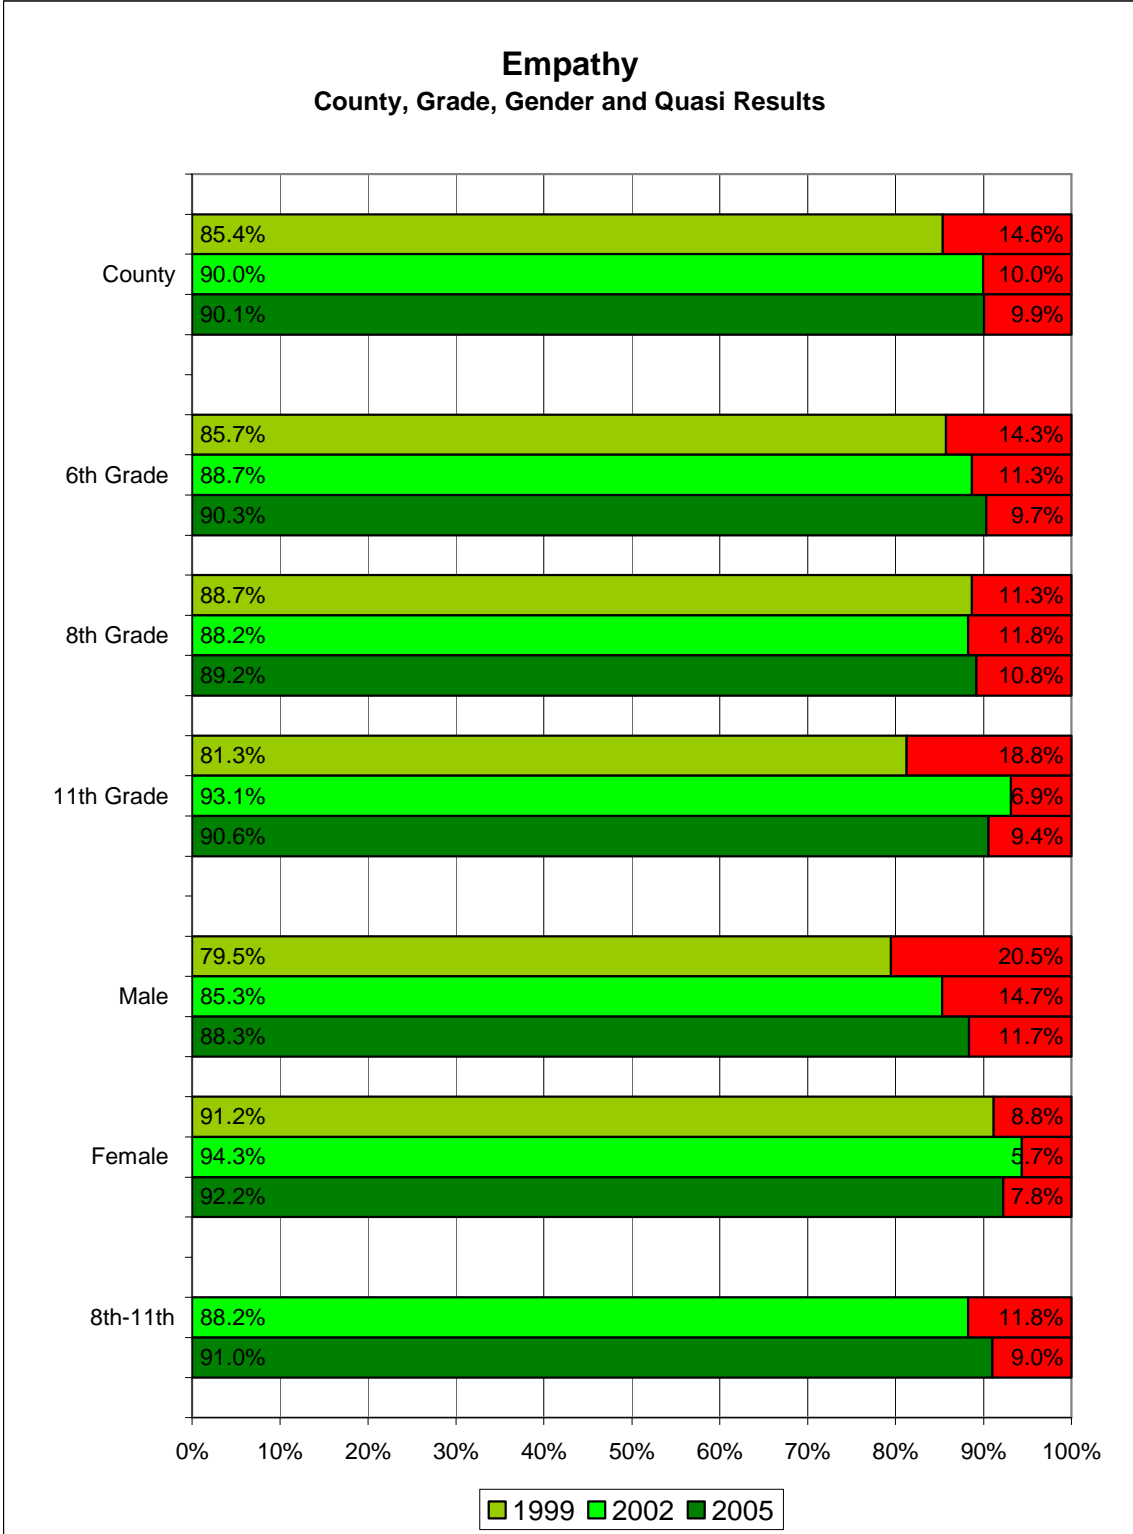 Empathy
County, Grade, Gender and Quasi Results
85.4% 14.6%
County 90.0% 10.0%
90.1% 9.9%
85.7% 14.3%
6th Grade 88.7% 11.3%
90.3% 9.7%
88.7% 11.3%
8th Grade 88.2% 11.8%
89.2% 10.8%
81.3% 18.8%
11th Grade 93.1% 6.9%
90.6% 9.4%
79.5% 20.5%
Male 85.3% 14.7%
88.3% 11.7%
91.2% 8.8%
Female 94.3% 5.7%
92.2% 7.8%
8th-11th 88.2% 11.8%
91.0% 9.0%
0% 10% 20% 30% 40% 50% 60% 70% 80% 90% 100%
1999 2002 2005